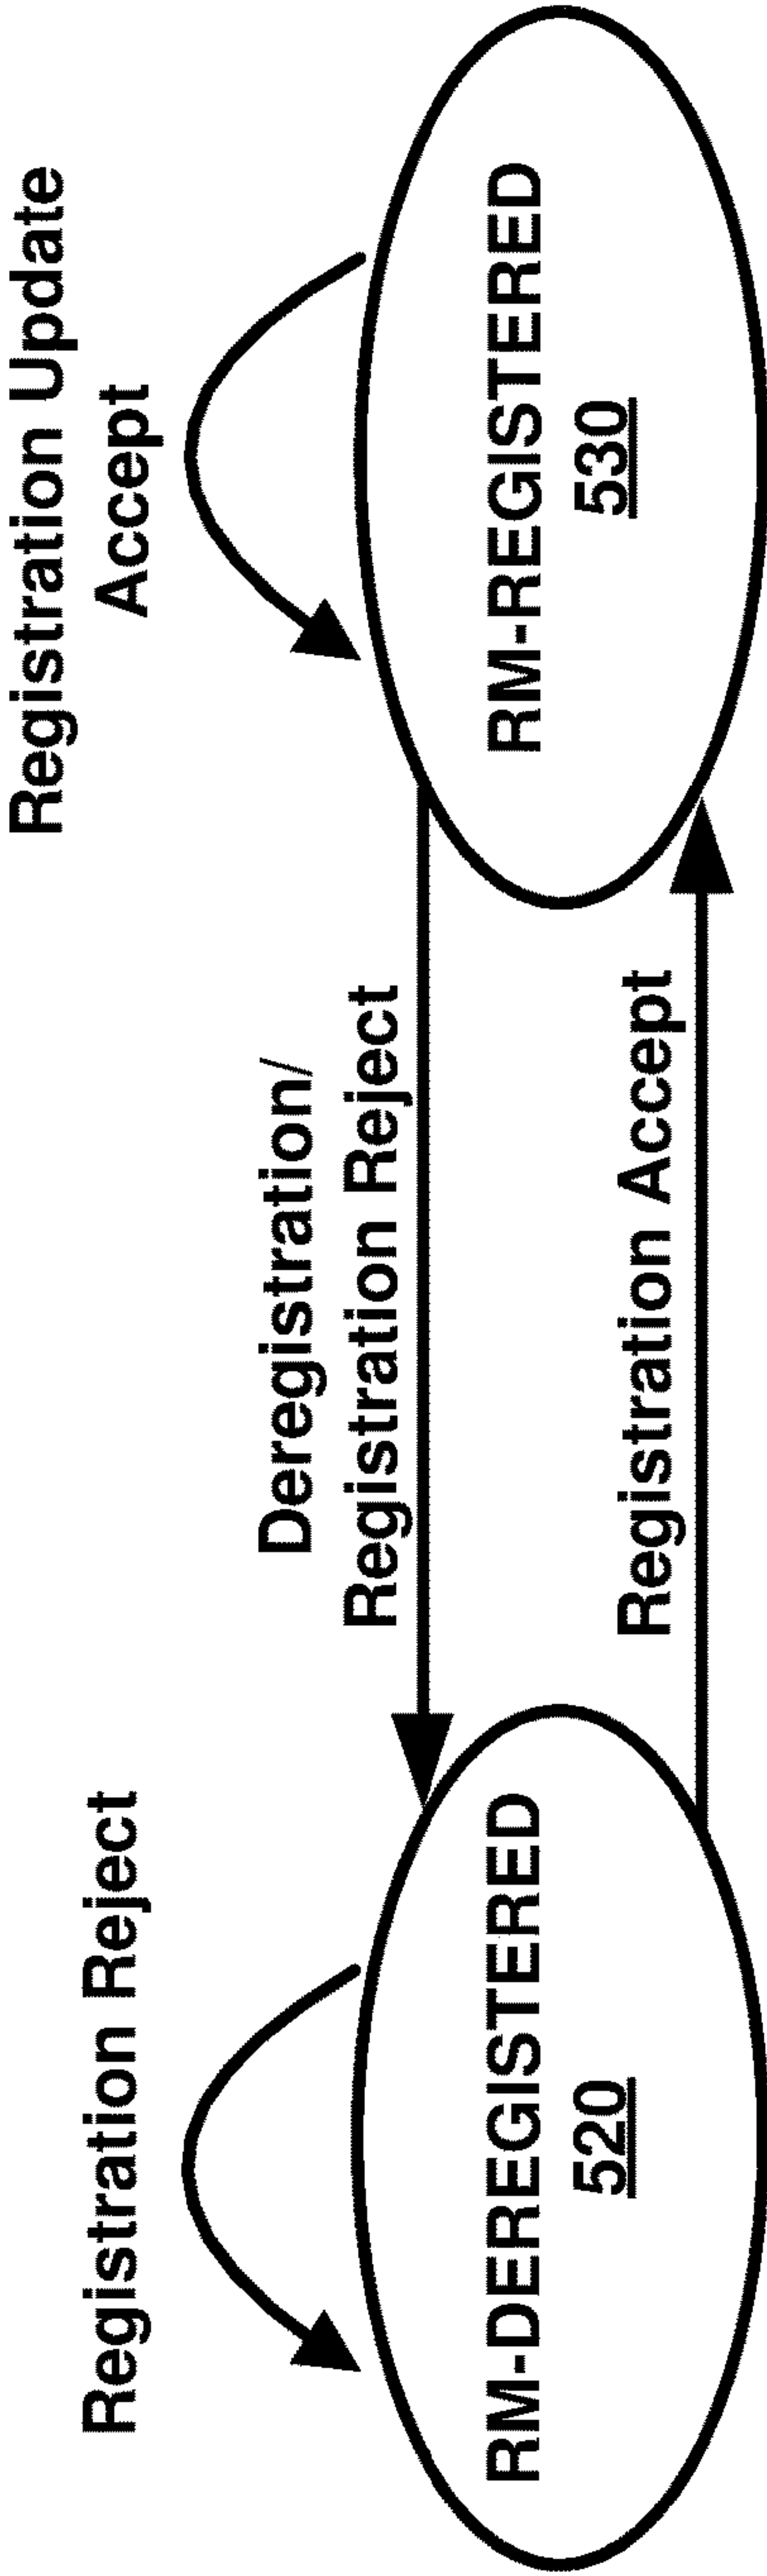 Registration Reject
Registration Update
Accept
Deregistration/
Registration Reject
RM-DEREGISTERED
520
RM-REGISTERED
530
Registration Accept